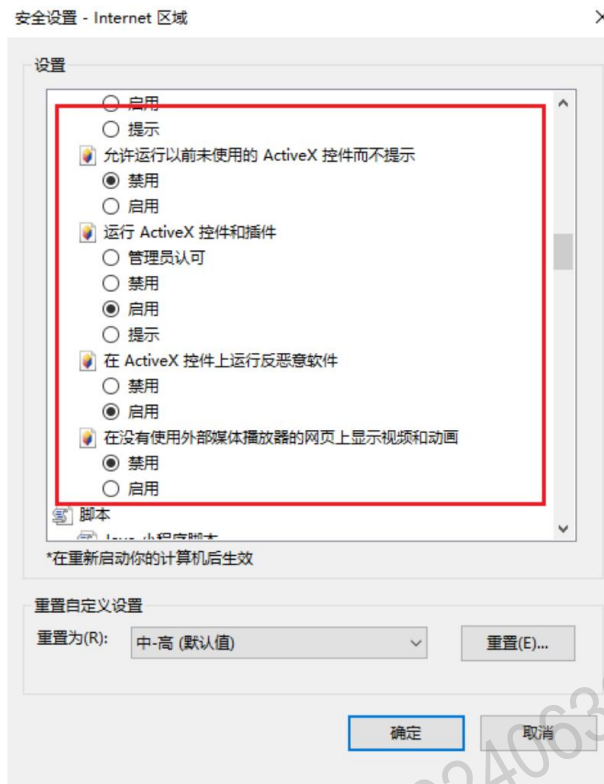 安全设置 - Internet 区域
设置
启用
提示
允许运行以前未使用的 ActiveX 控件而不提示
禁用
启用
运行 ActiveX 控件和插件
管理员认可
禁用
启用
提示
在 ActiveX 控件上运行反恶意软件
禁用
启用
在没有使用外部媒体播放器的网页上显示视频和动画
禁用
启用
脚本
Java 小程序脚本
*在重新启动你的计算机后生效
重置自定义设置
重置为(R):
中-高 (默认值)
重置(E)...
确定
取消